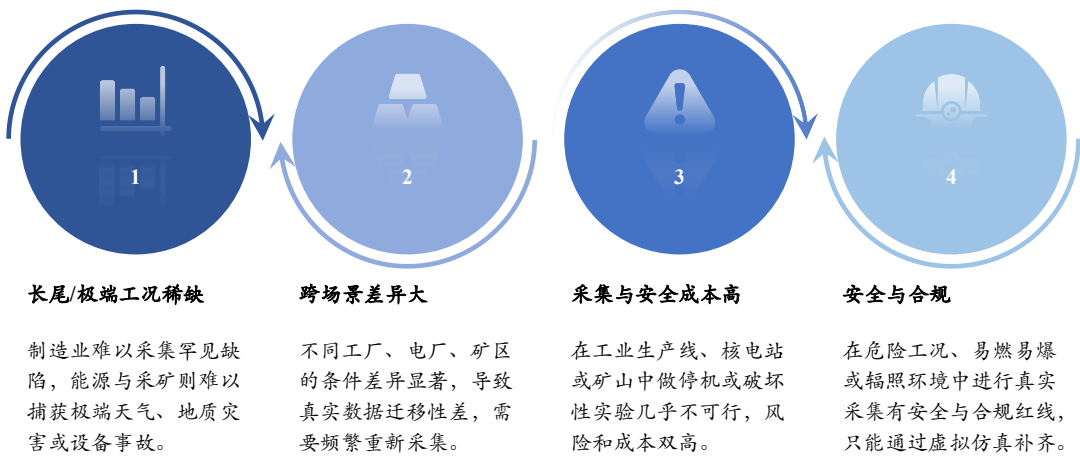 1
2
3
4
长尾/极端工况稀缺
制造业难以采集罕见缺
陷，能源与采矿则难以
捕获极端天气、地质灾
害或设备事故。
跨场景差异大
不同工厂、电厂、矿区
的条件差异显著，导致
真实数据迁移性差，需
要频繁重新采集。
采集与安全成本高
在工业生产线、核电站
或矿山中做停机或破坏
性实验几乎不可行，风
险和成本双高。
安全与合规
在危险工况、易燃易爆
或辐照环境中进行真实
采集有安全与合规红线，
只能通过虚拟仿真补齐。